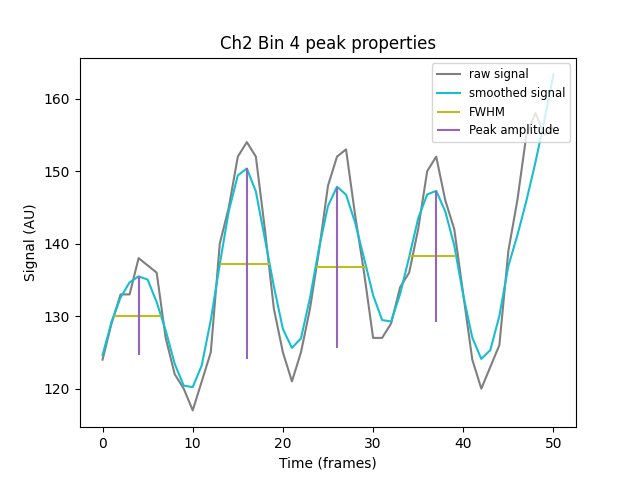 Ch2 Bin 4 peak properties
raw signal
smoothed signal
FWHM
Peak amplitude
160
150
140
130
120
Signal (AU)
0 10 20 30 40 50
Time (frames)